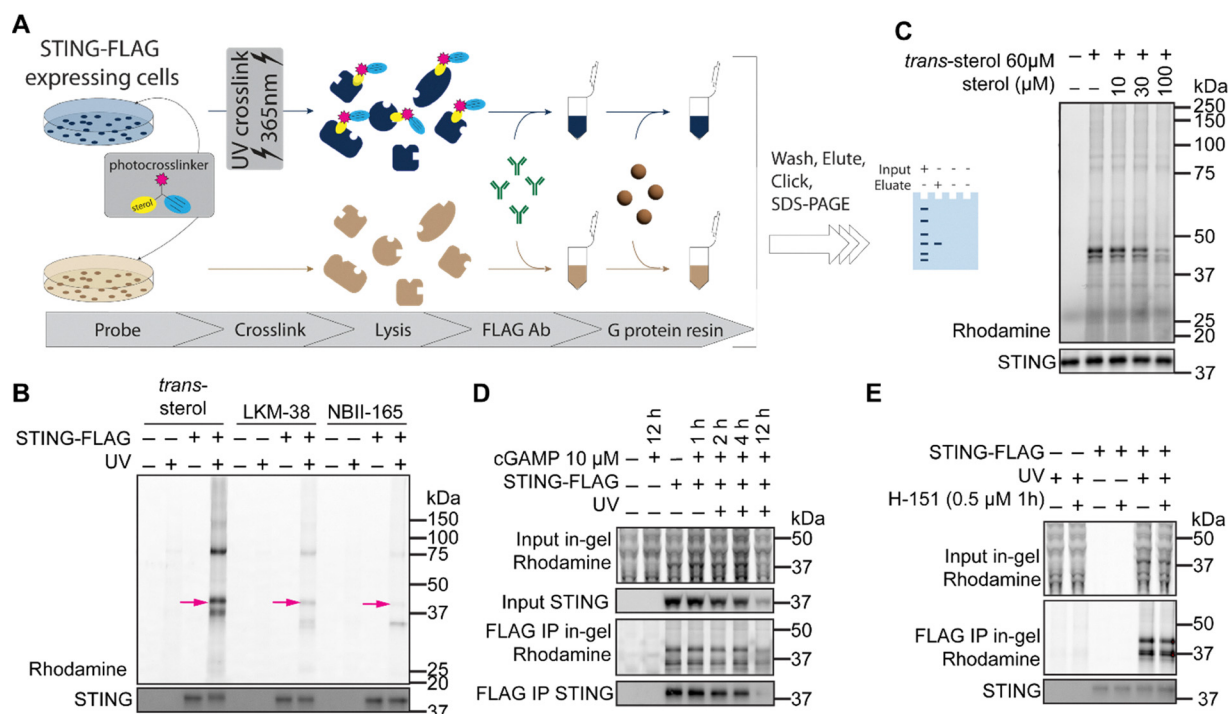 A
STING-FLAG
expressing cells
photocrosslinker
sterol
UV crosslink
365nm
Probe
Crosslink
Lysis
FLAG Ab
G protein resin
Wash, Elute,
Click,
SDS-PAGE
Input + - - -
Eluate - + - -
C
trans-sterol 60µM – + + + +
sterol (µM) – – 10 30 100
kDa
250
150
75
50
37
25
20
Rhodamine
STING
37
B
trans-
sterol
LKM-38
NBII-165
STING-FLAG – – + + – – + + – – + +
UV – + – + – + – + – + – +
kDa
150
100
75
50
37
25
20
Rhodamine
STING
37
D
12 h
1 h
2 h
4 h
12 h
cGAMP 10 µM – + – + + + +
STING-FLAG – – + + + + +
UV – – – – + + +
kDa
Input in-gel
Rhodamine
50
37
Input STING
37
FLAG IP in-gel
Rhodamine
50
37
FLAG IP STING
37
E
STING-FLAG – – + + + +
UV + + – – + +
H-151 (0.5 µM 1h) – + – + – +
kDa
Input in-gel
Rhodamine
50
37
FLAG IP in-gel
Rhodamine
50
37
STING
37